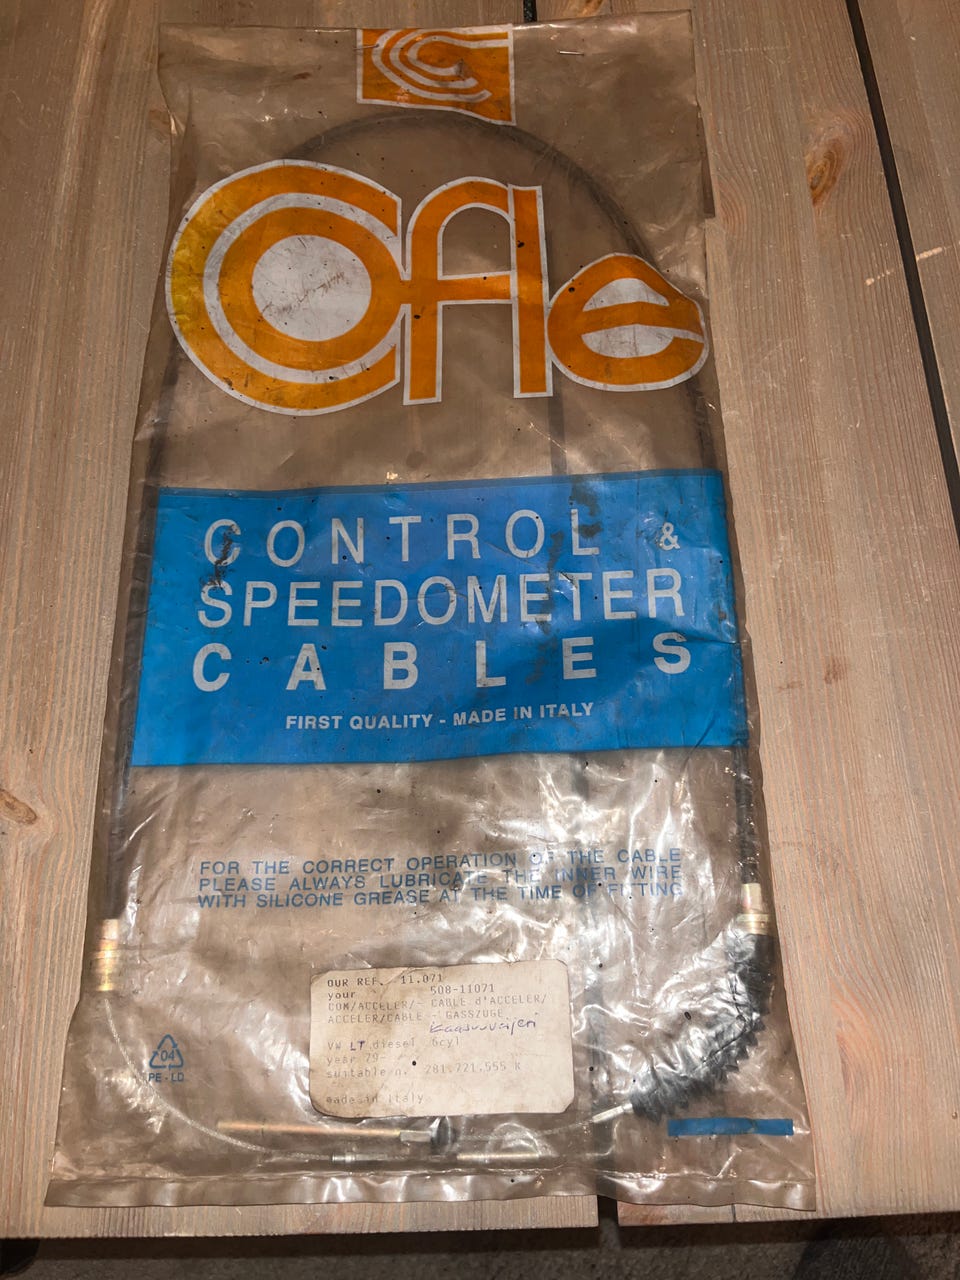 Cofle
CONTROL &
SPEEDOMETER
CABLES
FIRST QUALITY - MADE IN ITALY
FOR THE CORRECT OPERATION OF THE CABLE
PLEASE ALWAYS LUBRICATE THE INNER WIRE
WITH SILICONE GREASE AT THE TIME OF FITTING
OUR REF. 11.071
your 508-11071
COM/ACCELER/- CABLE d'ACCELER/
ACCELER/CABLE - GASZUGE
Kaasuvaijeri
VW LT diesel 6cyl
year 79-
suitable n. 281.721.555 K
made in Italy
04
PE-LD